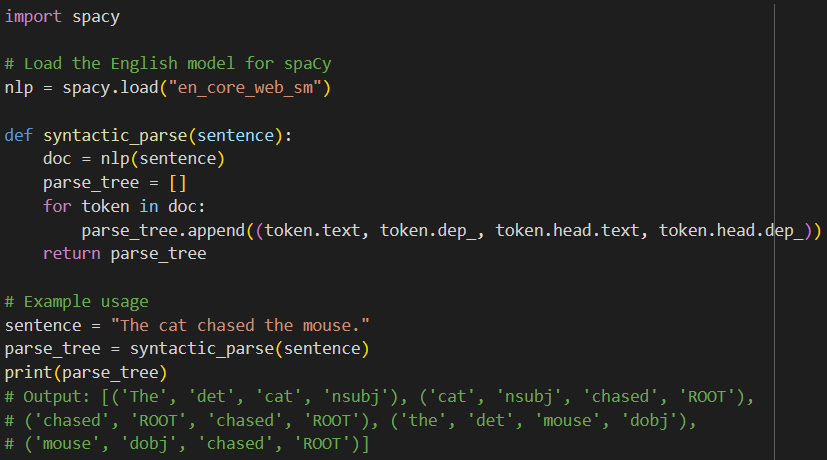 import spacy
# Load the English model for spaCy
nlp = spacy.load("en_core_web_sm")
def syntactic_parse(sentence):
    doc = nlp(sentence)
    parse_tree = []
    for token in doc:
        parse_tree.append((token.text, token.dep_, token.head.text, token.head.dep_))
    return parse_tree
# Example usage
sentence = "The cat chased the mouse."
parse_tree = syntactic_parse(sentence)
print(parse_tree)
# Output: [('The', 'det', 'cat', 'nsubj'), ('cat', 'nsubj', 'chased', 'ROOT'),
# ('chased', 'ROOT', 'chased', 'ROOT'), ('the', 'det', 'mouse', 'dobj'),
# ('mouse', 'dobj', 'chased', 'ROOT')]